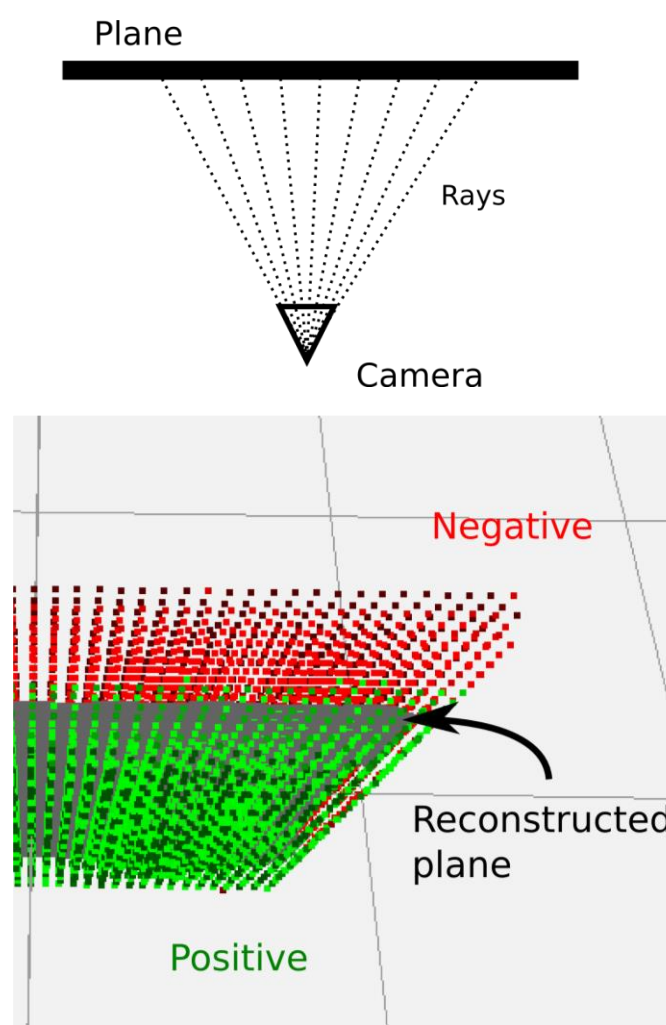 Plane
Rays
Camera
Negative
Reconstructed
plane
Positive